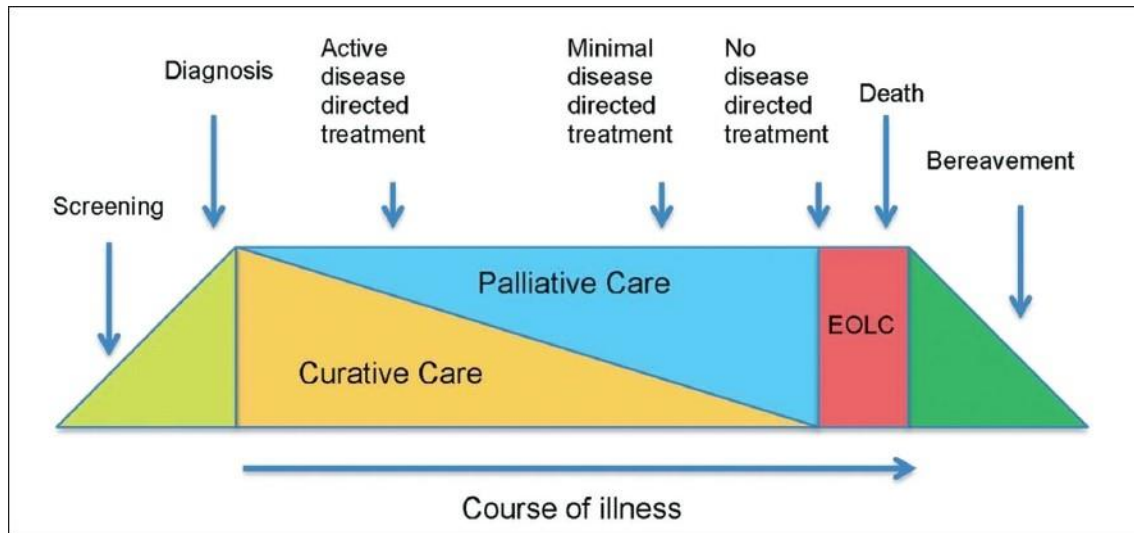 Screening
Diagnosis
Active
disease
directed
treatment
Minimal
disease
directed
treatment
No
disease
directed
treatment
Death
Bereavement
Palliative Care
Curative Care
EOLC
Course of illness